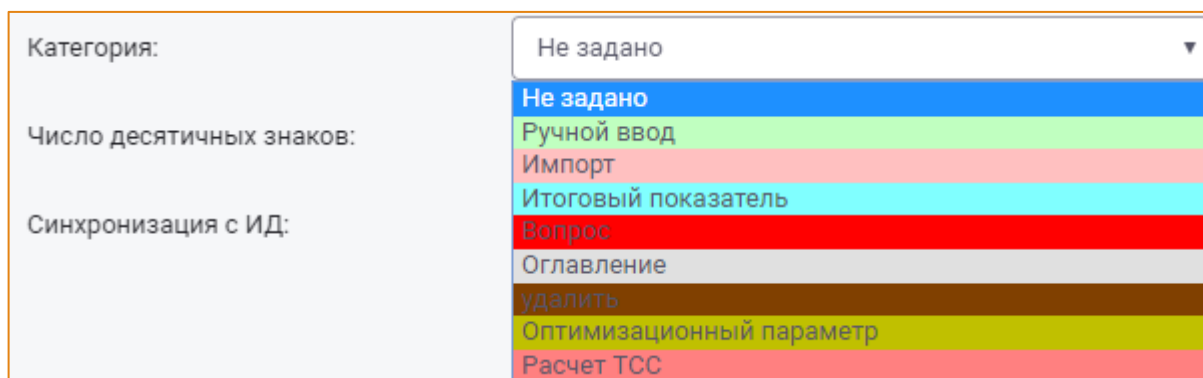 Категория:
Не задано
Не задано
Число десятичных знаков:
Ручной ввод
Импорт
Итоговый показатель
Синхронизация с ИД:
Вопрос
Оглавление
удалить
Оптимизационный параметр
Расчет ТСС